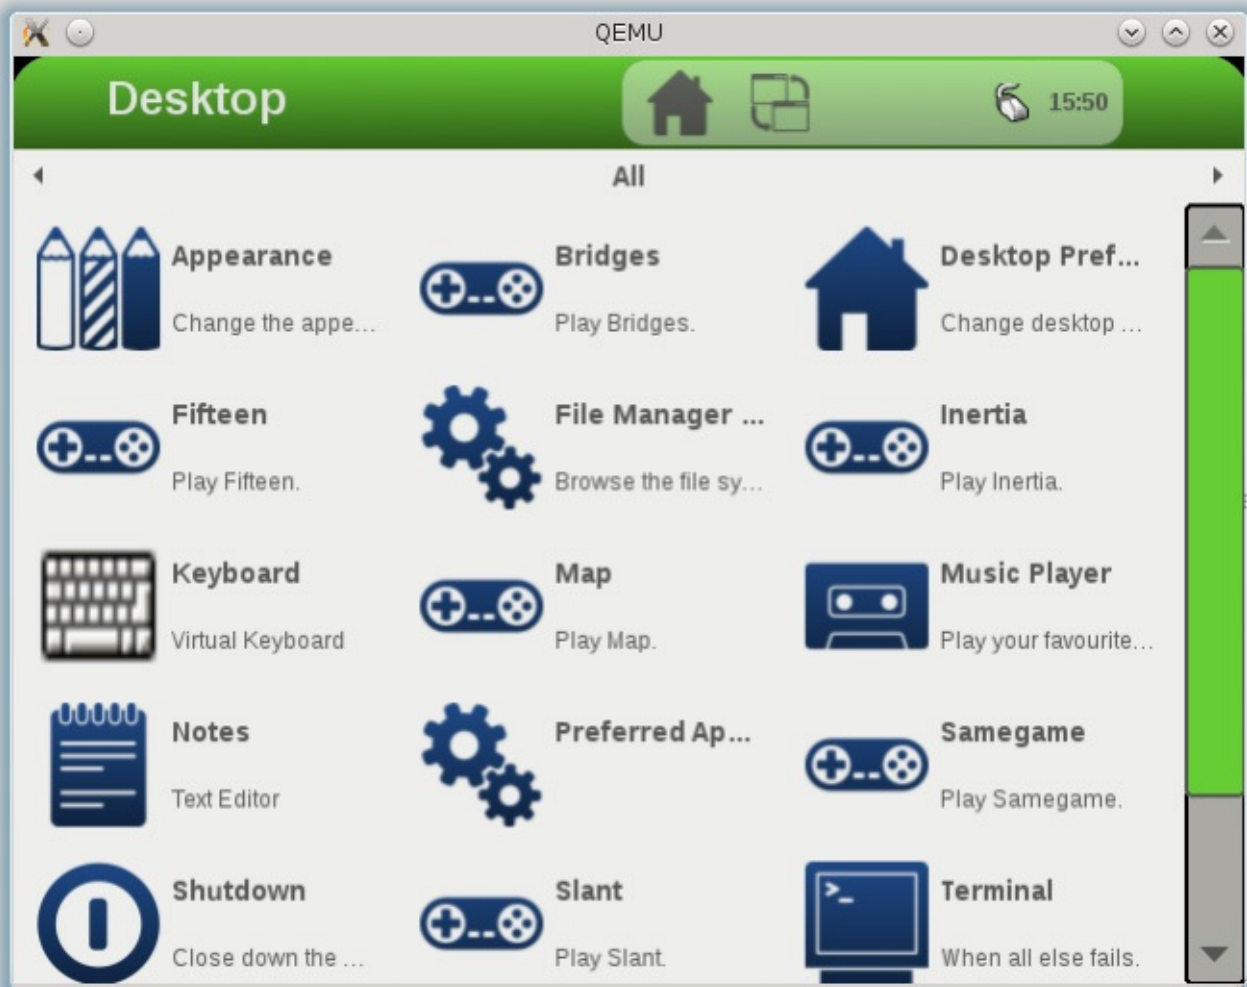 QEMU
Desktop
15:50
All
Appearance
Change the appe...
Bridges
Play Bridges.
Desktop Pref...
Change desktop ...
Fifteen
Play Fifteen.
File Manager ...
Browse the file sy...
Inertia
Play Inertia.
Keyboard
Virtual Keyboard
Map
Play Map.
Music Player
Play your favourite...
Notes
Text Editor
Preferred Ap...
Samegame
Play Samegame.
Shutdown
Close down the ...
Slant
Play Slant.
>_
Terminal
When all else fails.